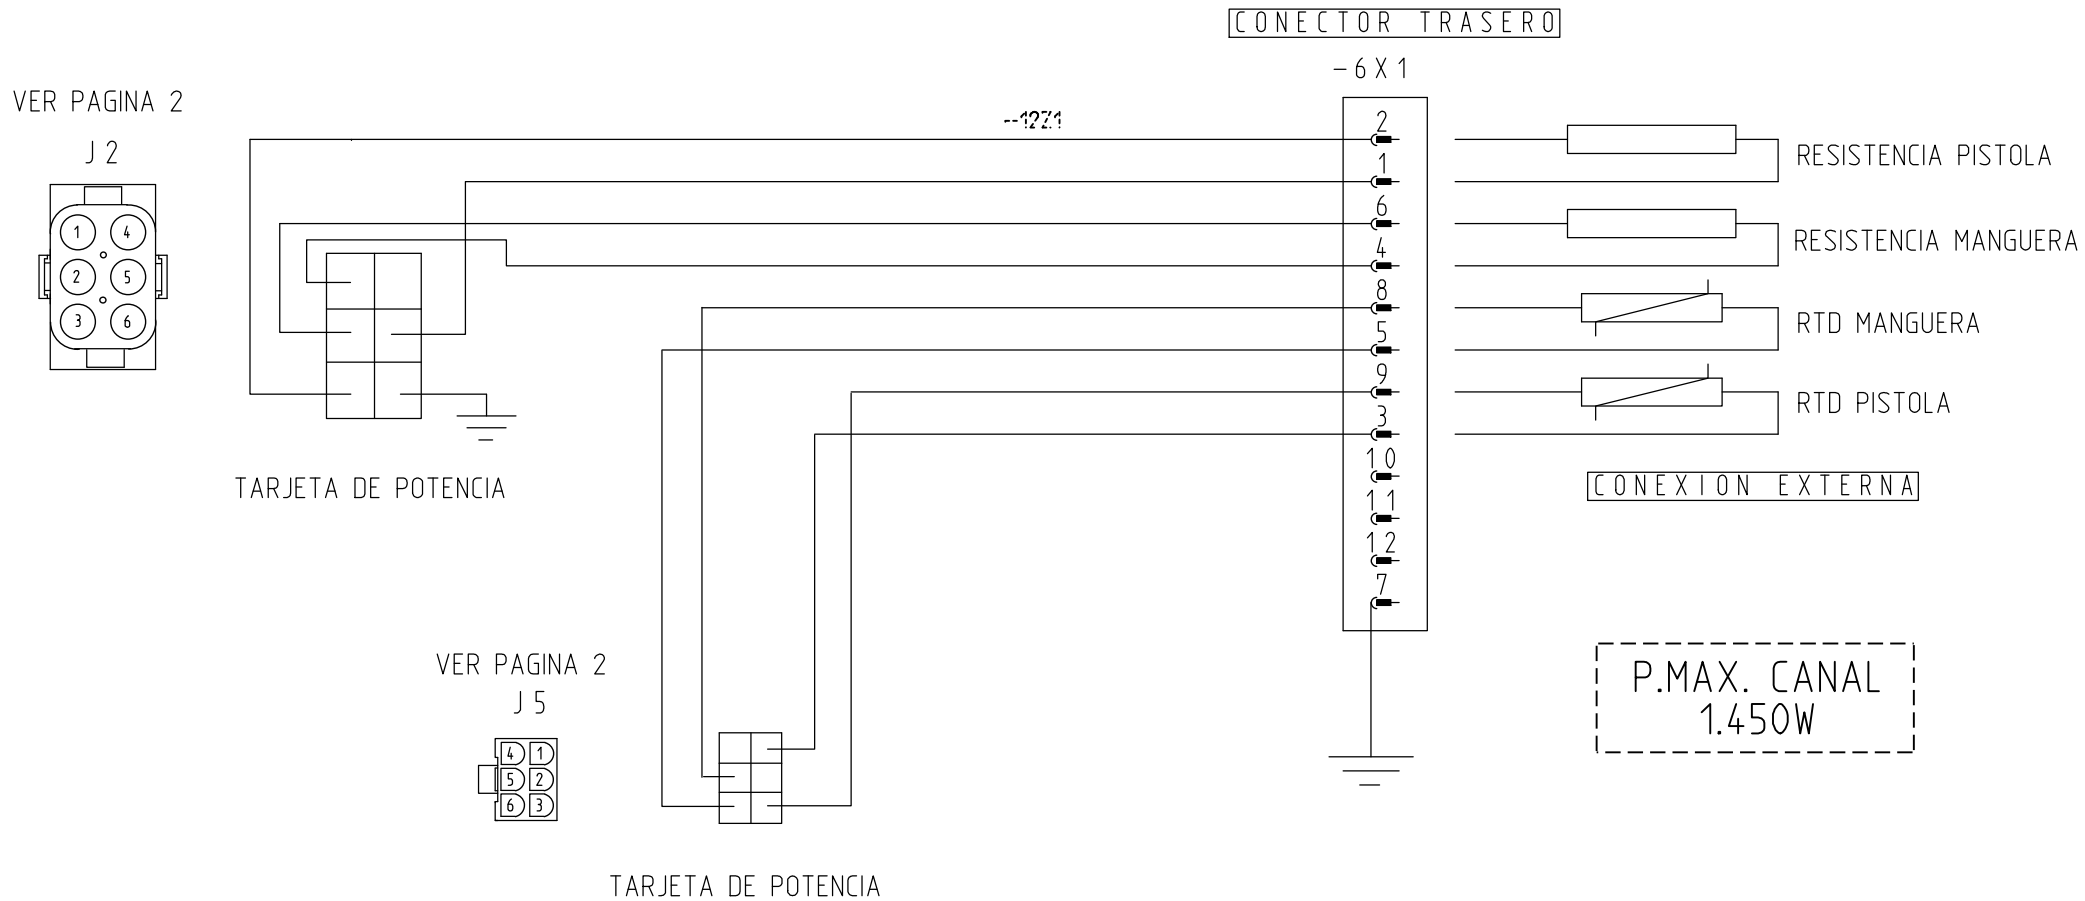 CONECTOR TRASERO
-6X1
VER PAGINA 2
J2
1 4
2 5
3 6
TARJETA DE POTENCIA
2
1
6
4
8
5
9
3
10
11
12
7
RESISTENCIA PISTOLA
RESISTENCIA MANGUERA
RTD MANGUERA
RTD PISTOLA
CONEXION EXTERNA
P.MAX. CANAL
1.450W
VER PAGINA 2
J5
4 1
5 2
6 3
TARJETA DE POTENCIA